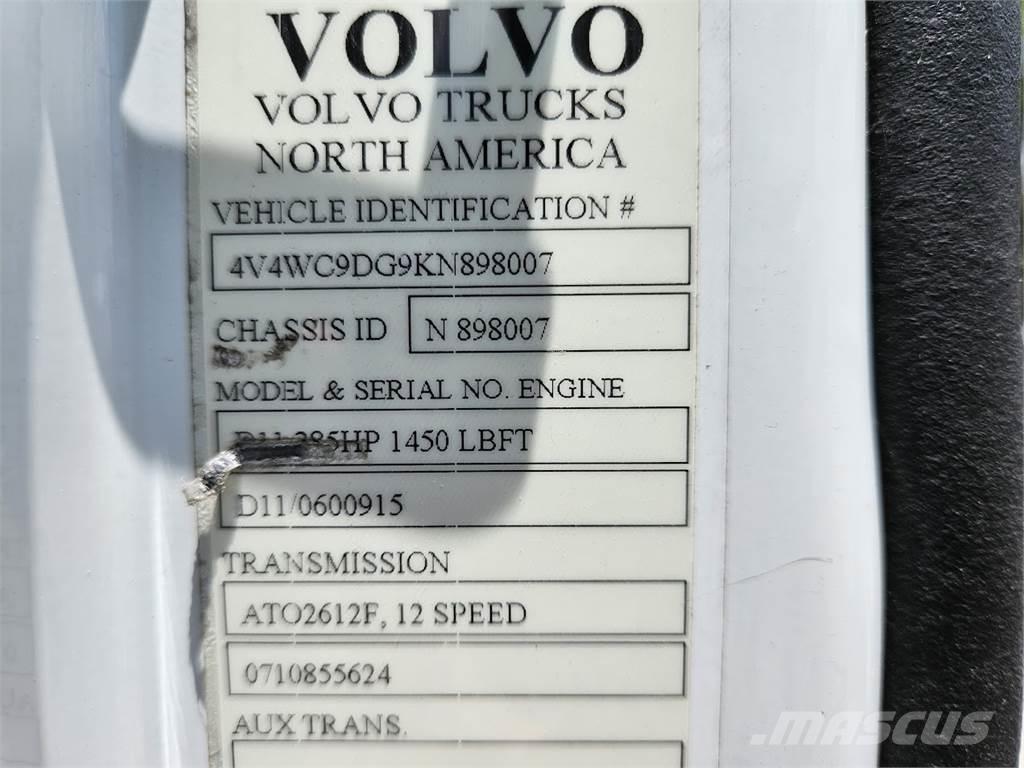 VOLVO
VOLVO TRUCKS
NORTH AMERICA
VEHICLE IDENTIFICATION #
4V4WC9DG9KN898007
CHASSIS ID N 898007
MODEL & SERIAL NO. ENGINE
D11 385HP 1450 LBFT
D11/0600915
TRANSMISSION
ATO2612F, 12 SPEED
0710855624
AUX TRANS.
MASCUS